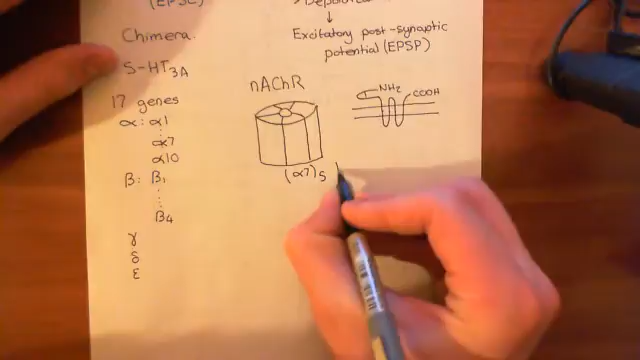 (EPSC)
Excitatory post-synaptic
potential (EPSP)
Chimera.
5-HT3A
17 genes
α: α1
α7
α10
β: β1
β4
γ
δ
ε
nAChR
(α7)5
NH2
COOH